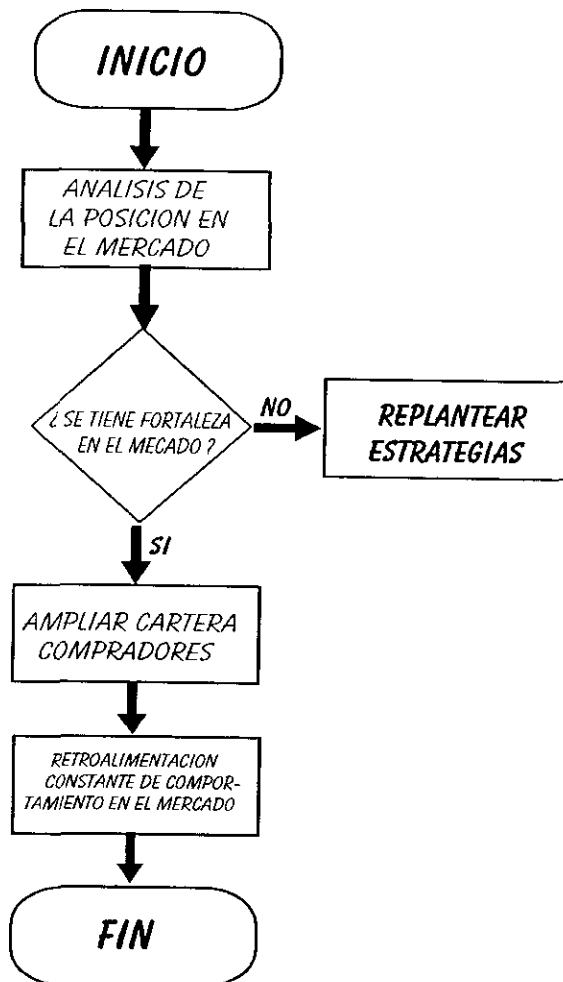 INICIO
ANALISIS DE
LA POSICION EN
EL MERCADO
¿ SE TIENE FORTALEZA
EN EL MECADO ?
NO
REPLANTEAR
ESTRATEGIAS
SI
AMPLIAR CARTERA
COMPRADORES
RETROALIMENTACION
CONSTANTE DE COMPOR-
TAMIENTO EN EL MERCADO
FIN